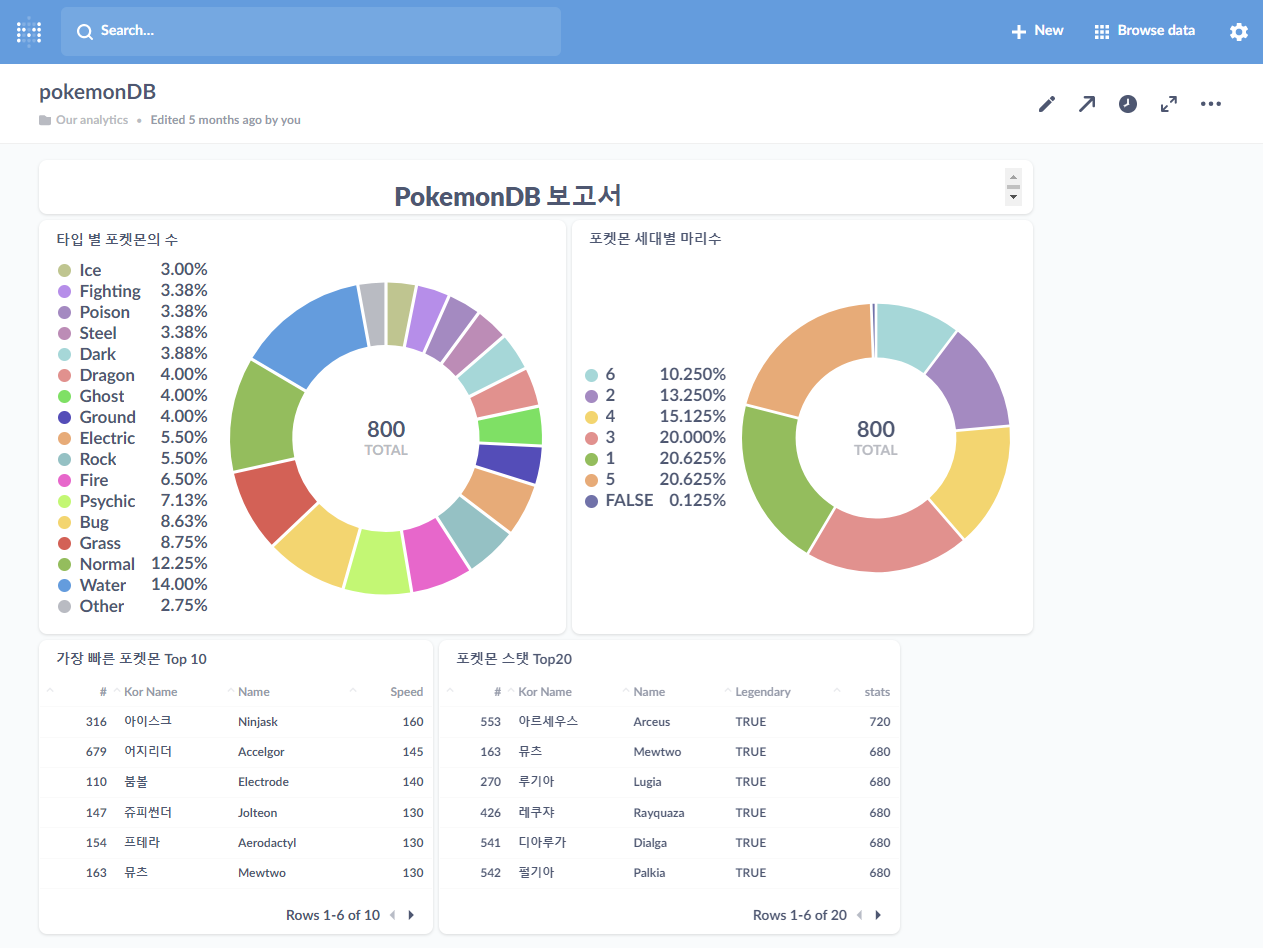 Search...
New
Browse data
pokemonDB
Our analytics • Edited 5 months ago by you
PokemonDB 보고서
타입 별 포켓몬의 수
Ice 3.00%
Fighting 3.38%
Poison 3.38%
Steel 3.38%
Dark 3.88%
Dragon 4.00%
Ghost 4.00%
Ground 4.00%
Electric 5.50%
Rock 5.50%
Fire 6.50%
Psychic 7.13%
Bug 8.63%
Grass 8.75%
Normal 12.25%
Water 14.00%
Other 2.75%
800
TOTAL
포켓몬 세대별 마리수
6 10.250%
2 13.250%
4 15.125%
3 20.000%
1 20.625%
5 20.625%
FALSE 0.125%
800
TOTAL
가장 빠른 포켓몬 Top 10
# Kor Name Name Speed
316 아이스크 Ninjask 160
679 어지리더 Accelgor 145
110 붐볼 Electrode 140
147 쥬피썬더 Jolteon 130
154 프테라 Aerodactyl 130
163 뮤츠 Mewtwo 130
Rows 1-6 of 10
포켓몬 스탯 Top20
# Kor Name Name Legendary stats
553 아르세우스 Arceus TRUE 720
163 뮤츠 Mewtwo TRUE 680
270 루기아 Lugia TRUE 680
426 레쿠쟈 Rayquaza TRUE 680
541 디아루가 Dialga TRUE 680
542 펄기아 Palkia TRUE 680
Rows 1-6 of 20